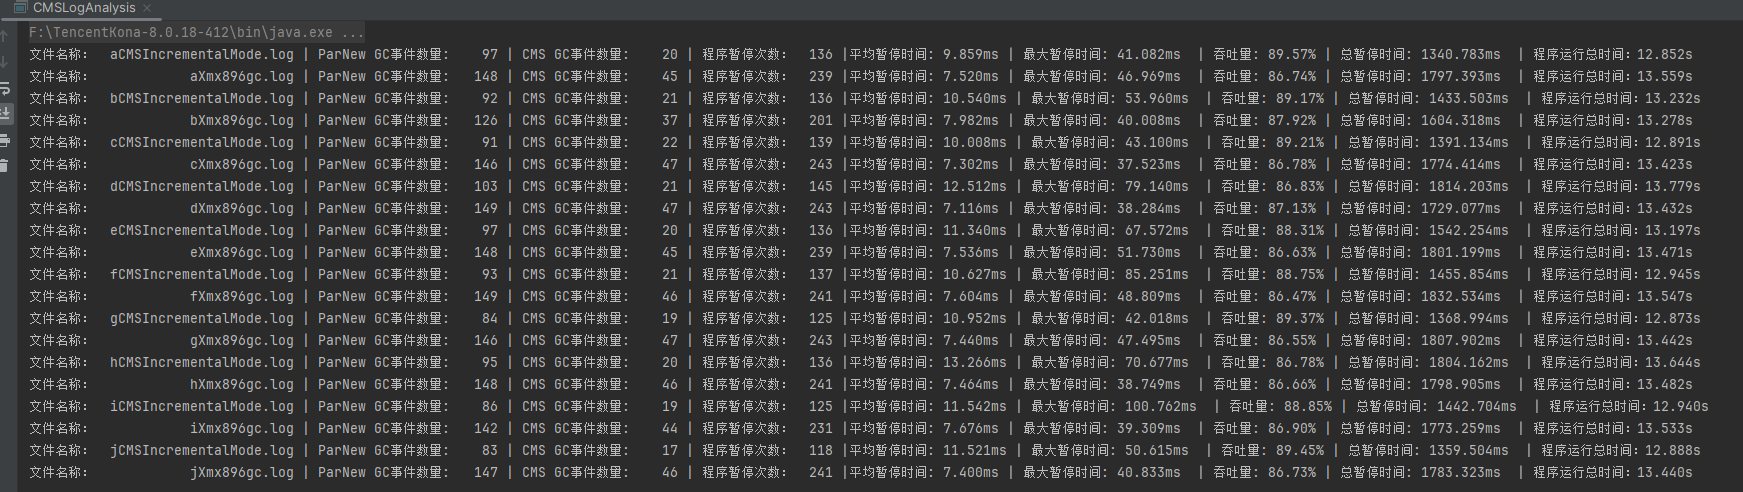 CMSLogAnalysis
F:\TencentKona-8.0.18-412\bin\java.exe ...
文件名称: aCMSIncrementalMode.log | ParNew GC事件数量: 97 | CMS GC事件数量: 20 | 程序暂停次数: 136 |平均暂停时间: 9.859ms | 最大暂停时间: 41.082ms | 吞吐量: 89.57% | 总暂停时间: 1340.783ms | 程序运行总时间: 12.852s
文件名称: aXmx896gc.log | ParNew GC事件数量: 148 | CMS GC事件数量: 45 | 程序暂停次数: 239 |平均暂停时间: 7.520ms | 最大暂停时间: 46.969ms | 吞吐量: 86.74% | 总暂停时间: 1797.393ms | 程序运行总时间: 13.559s
文件名称: bCMSIncrementalMode.log | ParNew GC事件数量: 92 | CMS GC事件数量: 21 | 程序暂停次数: 136 |平均暂停时间: 10.540ms | 最大暂停时间: 53.960ms | 吞吐量: 89.17% | 总暂停时间: 1433.503ms | 程序运行总时间: 13.232s
文件名称: bXmx896gc.log | ParNew GC事件数量: 126 | CMS GC事件数量: 37 | 程序暂停次数: 201 |平均暂停时间: 7.982ms | 最大暂停时间: 40.008ms | 吞吐量: 87.92% | 总暂停时间: 1604.318ms | 程序运行总时间: 13.278s
文件名称: cCMSIncrementalMode.log | ParNew GC事件数量: 91 | CMS GC事件数量: 22 | 程序暂停次数: 139 |平均暂停时间: 10.008ms | 最大暂停时间: 43.100ms | 吞吐量: 89.21% | 总暂停时间: 1391.134ms | 程序运行总时间: 12.891s
文件名称: cXmx896gc.log | ParNew GC事件数量: 146 | CMS GC事件数量: 47 | 程序暂停次数: 243 |平均暂停时间: 7.302ms | 最大暂停时间: 37.523ms | 吞吐量: 86.78% | 总暂停时间: 1774.414ms | 程序运行总时间: 13.423s
文件名称: dCMSIncrementalMode.log | ParNew GC事件数量: 103 | CMS GC事件数量: 21 | 程序暂停次数: 145 |平均暂停时间: 12.512ms | 最大暂停时间: 79.140ms | 吞吐量: 86.83% | 总暂停时间: 1814.203ms | 程序运行总时间: 13.779s
文件名称: dXmx896gc.log | ParNew GC事件数量: 149 | CMS GC事件数量: 47 | 程序暂停次数: 243 |平均暂停时间: 7.116ms | 最大暂停时间: 38.284ms | 吞吐量: 87.13% | 总暂停时间: 1729.077ms | 程序运行总时间: 13.432s
文件名称: eCMSIncrementalMode.log | ParNew GC事件数量: 97 | CMS GC事件数量: 20 | 程序暂停次数: 136 |平均暂停时间: 11.340ms | 最大暂停时间: 67.572ms | 吞吐量: 88.31% | 总暂停时间: 1542.254ms | 程序运行总时间: 13.197s
文件名称: eXmx896gc.log | ParNew GC事件数量: 148 | CMS GC事件数量: 45 | 程序暂停次数: 239 |平均暂停时间: 7.536ms | 最大暂停时间: 51.730ms | 吞吐量: 86.63% | 总暂停时间: 1801.199ms | 程序运行总时间: 13.471s
文件名称: fCMSIncrementalMode.log | ParNew GC事件数量: 93 | CMS GC事件数量: 21 | 程序暂停次数: 137 |平均暂停时间: 10.627ms | 最大暂停时间: 85.251ms | 吞吐量: 88.75% | 总暂停时间: 1455.854ms | 程序运行总时间: 12.945s
文件名称: fXmx896gc.log | ParNew GC事件数量: 149 | CMS GC事件数量: 46 | 程序暂停次数: 241 |平均暂停时间: 7.604ms | 最大暂停时间: 48.809ms | 吞吐量: 86.47% | 总暂停时间: 1832.534ms | 程序运行总时间: 13.547s
文件名称: gCMSIncrementalMode.log | ParNew GC事件数量: 84 | CMS GC事件数量: 19 | 程序暂停次数: 125 |平均暂停时间: 10.952ms | 最大暂停时间: 42.018ms | 吞吐量: 89.37% | 总暂停时间: 1368.994ms | 程序运行总时间: 12.873s
文件名称: gXmx896gc.log | ParNew GC事件数量: 146 | CMS GC事件数量: 47 | 程序暂停次数: 243 |平均暂停时间: 7.440ms | 最大暂停时间: 47.495ms | 吞吐量: 86.55% | 总暂停时间: 1807.902ms | 程序运行总时间: 13.442s
文件名称: hCMSIncrementalMode.log | ParNew GC事件数量: 95 | CMS GC事件数量: 20 | 程序暂停次数: 136 |平均暂停时间: 13.266ms | 最大暂停时间: 70.677ms | 吞吐量: 86.78% | 总暂停时间: 1804.162ms | 程序运行总时间: 13.644s
文件名称: hXmx896gc.log | ParNew GC事件数量: 148 | CMS GC事件数量: 46 | 程序暂停次数: 241 |平均暂停时间: 7.464ms | 最大暂停时间: 38.749ms | 吞吐量: 86.66% | 总暂停时间: 1798.905ms | 程序运行总时间: 13.482s
文件名称: iCMSIncrementalMode.log | ParNew GC事件数量: 86 | CMS GC事件数量: 19 | 程序暂停次数: 125 |平均暂停时间: 11.542ms | 最大暂停时间: 100.762ms | 吞吐量: 88.85% | 总暂停时间: 1442.704ms | 程序运行总时间: 12.940s
文件名称: iXmx896gc.log | ParNew GC事件数量: 142 | CMS GC事件数量: 44 | 程序暂停次数: 231 |平均暂停时间: 7.676ms | 最大暂停时间: 39.309ms | 吞吐量: 86.90% | 总暂停时间: 1773.259ms | 程序运行总时间: 13.533s
文件名称: jCMSIncrementalMode.log | ParNew GC事件数量: 83 | CMS GC事件数量: 17 | 程序暂停次数: 118 |平均暂停时间: 11.521ms | 最大暂停时间: 50.615ms | 吞吐量: 89.45% | 总暂停时间: 1359.504ms | 程序运行总时间: 12.888s
文件名称: jXmx896gc.log | ParNew GC事件数量: 147 | CMS GC事件数量: 46 | 程序暂停次数: 241 |平均暂停时间: 7.400ms | 最大暂停时间: 40.833ms | 吞吐量: 86.73% | 总暂停时间: 1783.323ms | 程序运行总时间: 13.440s